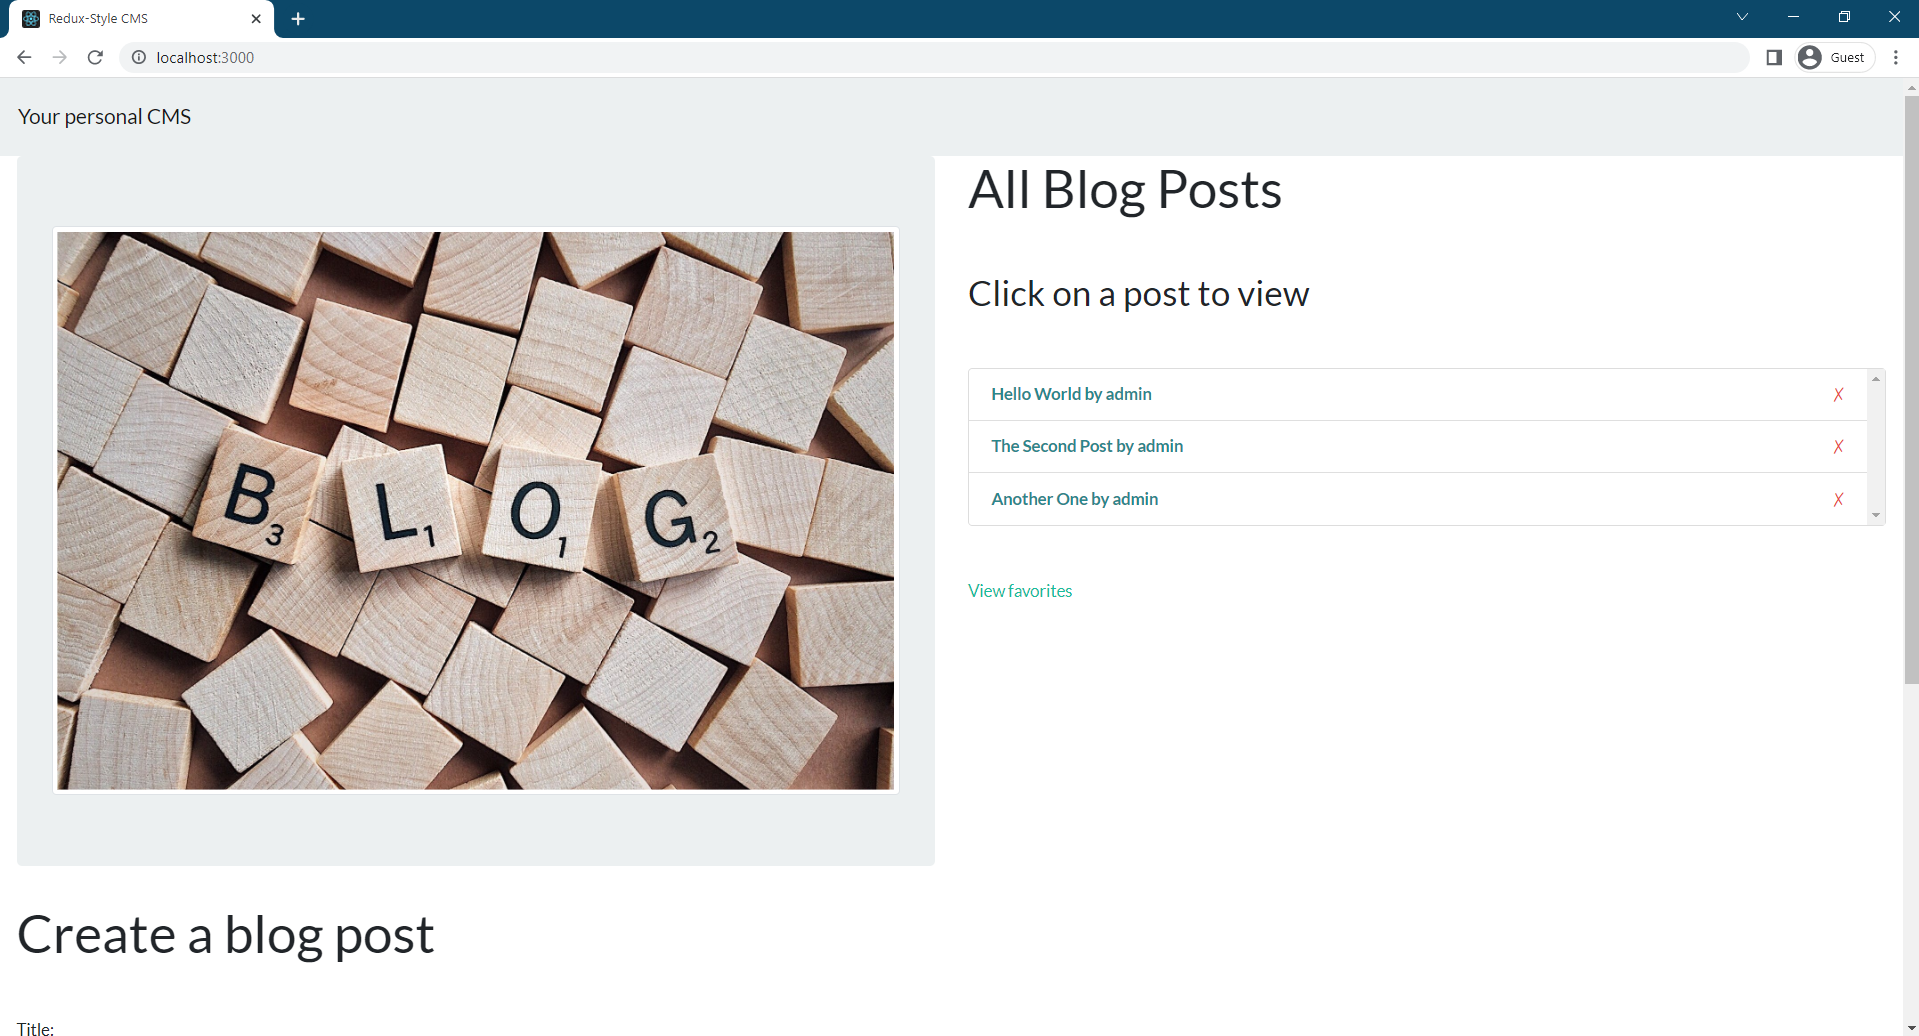 Redux-Style CMS
localhost:3000
Guest
Your personal CMS
All Blog Posts
Click on a post to view
Hello World by admin
X
The Second Post by admin
X
Another One by admin
X
View favorites
B3 L1 O1 G2
Create a blog post
Title: